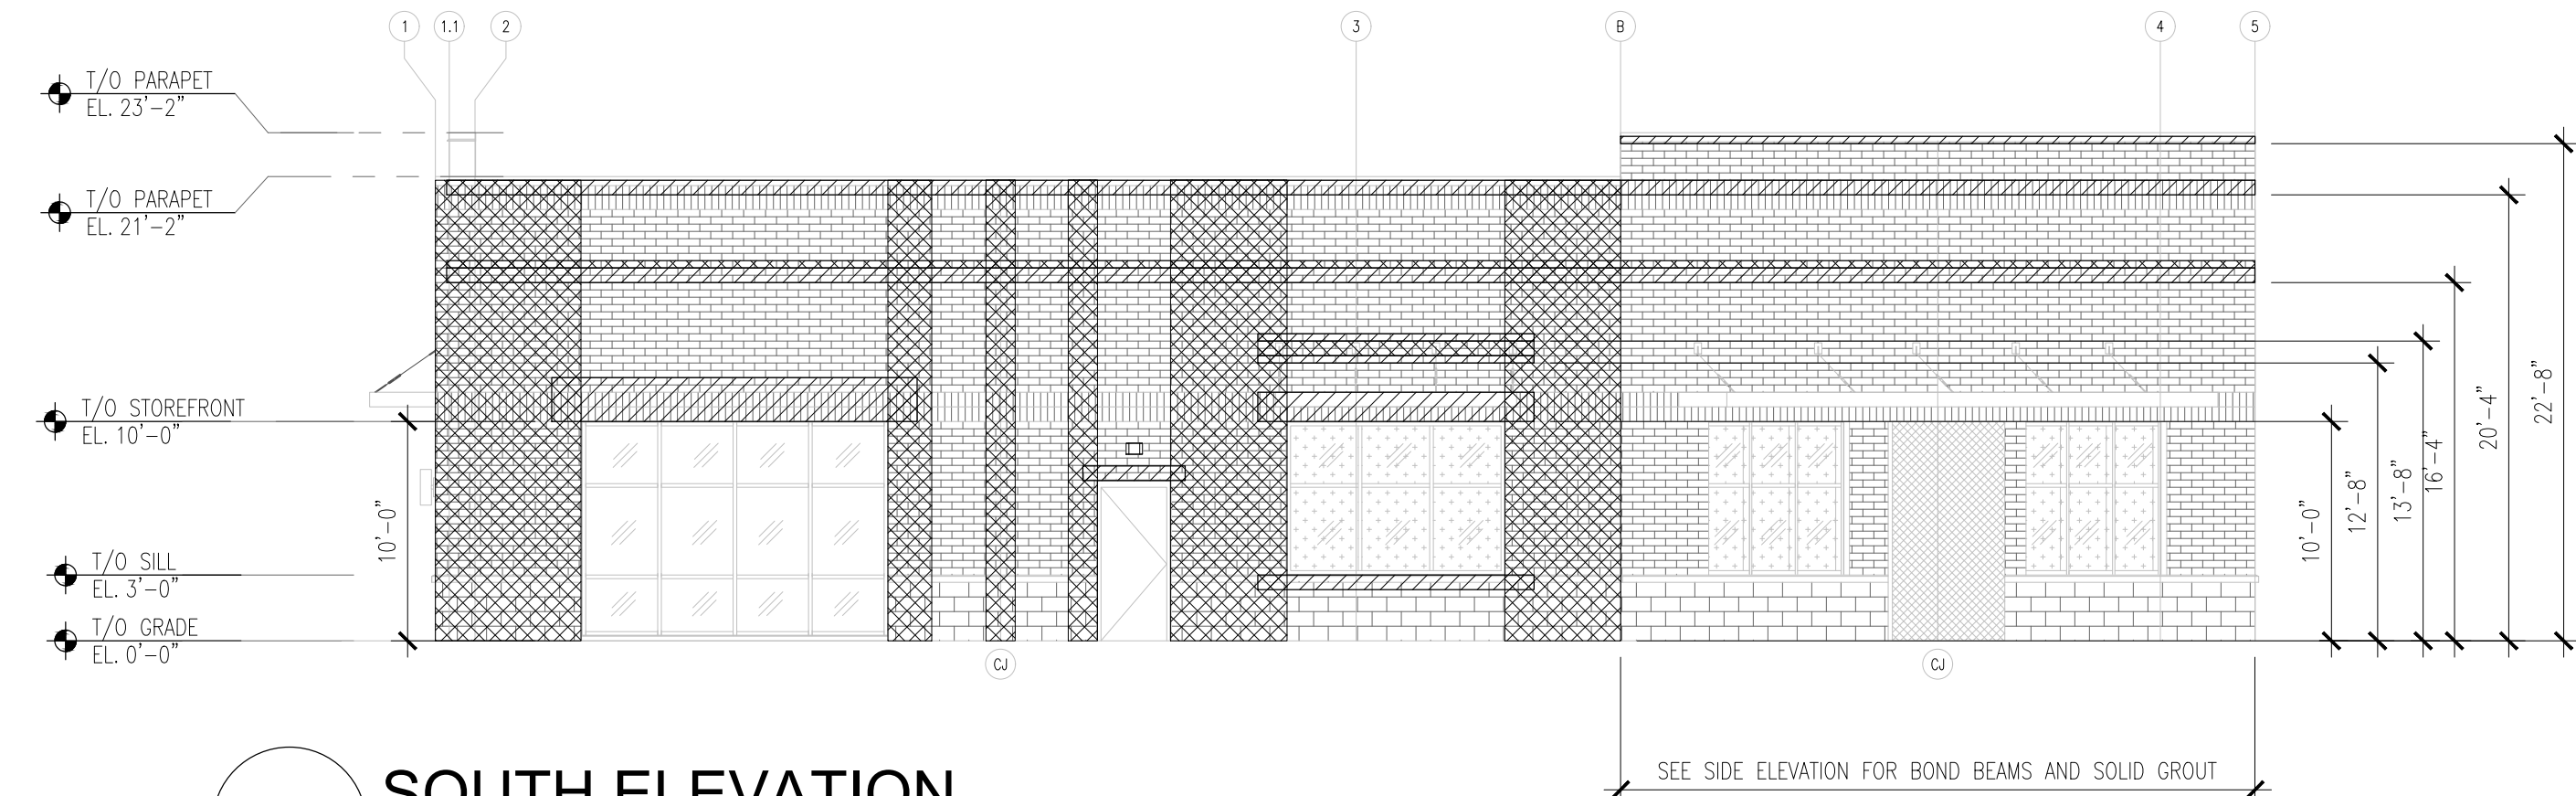 1 1.1 2 3 B 4 5
T/O PARAPET
EL. 23'-2"
T/O PARAPET
EL. 21'-2"
T/O STOREFRONT
EL. 10'-0"
10'-0"
T/O SILL
EL. 3'-0"
T/O GRADE
EL. 0'-0"
10'-0"
12'-8"
13'-8"
16'-4"
20'-4"
22'-8"
CJ CJ
SEE SIDE ELEVATION FOR BOND BEAMS AND SOLID GROUT
SOUTH ELEVATION